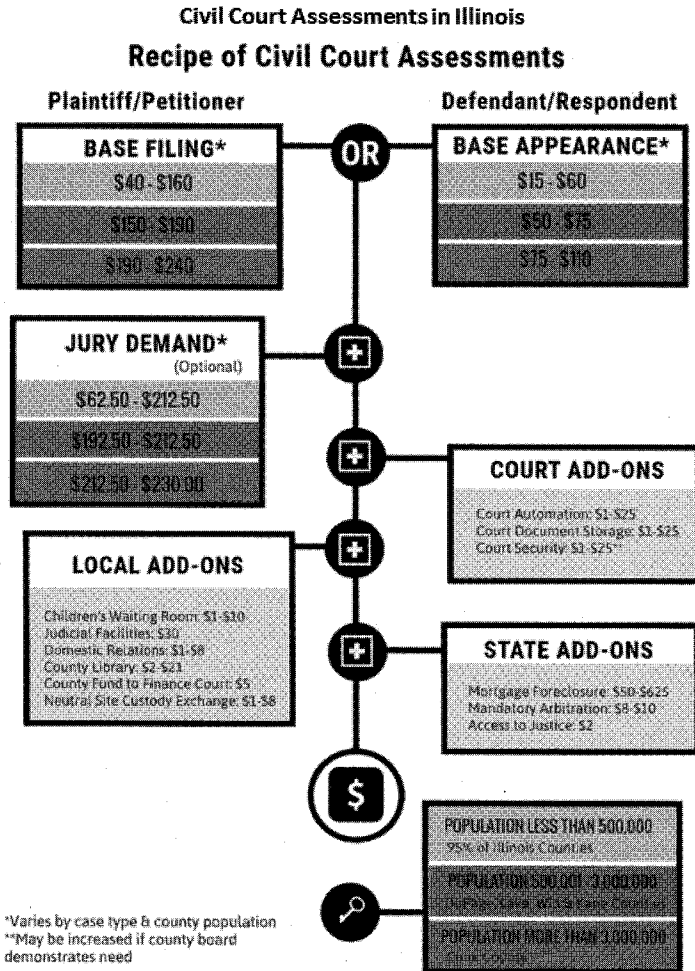 Civil Court Assessments in Illinois
Recipe of Civil Court Assessments
Plaintiff/Petitioner
Defendant/Respondent
BASE FILING*
$40 - $160
$150 - $190
$190 - $240
OR
BASE APPEARANCE*
$15 - $60
$50 - $75
$75 - $110
JURY DEMAND*
(Optional)
$62.50 - $212.50
$192.50 - $212.50
$212.50 - $230.00
COURT ADD-ONS
Court Automation: $1-$25
Court Document Storage: $1-$25
Court Security: $1-$25**
LOCAL ADD-ONS
Children's Waiting Room: $1-$10
Judicial Facilities: $30
Domestic Relations: $1-$8
County Library: $2-$21
County Fund to Finance Court: $5
Neutral Site Custody Exchange: $1-$8
STATE ADD-ONS
Mortgage Foreclosure: $50-$625
Mandatory Arbitration: $8-$10
Access to Justice: $2
$
POPULATION LESS THAN 500,000
95% of Illinois Counties
POPULATION 500,001 - 3,000,000
POPULATION MORE THAN 3,000,000
*Varies by case type & county population
**May be increased if county board
demonstrates need